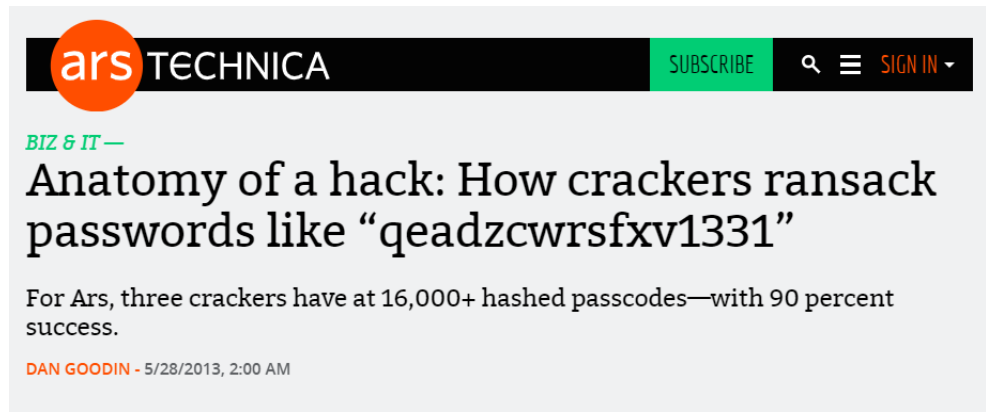 ars TECHNICA SUBSCRIBE SIGN IN
BIZ & IT —
Anatomy of a hack: How crackers ransack
passwords like “qeadzcwrsfxv1331”
For Ars, three crackers have at 16,000+ hashed passcodes—with 90 percent
success.
DAN GOODIN - 5/28/2013, 2:00 AM